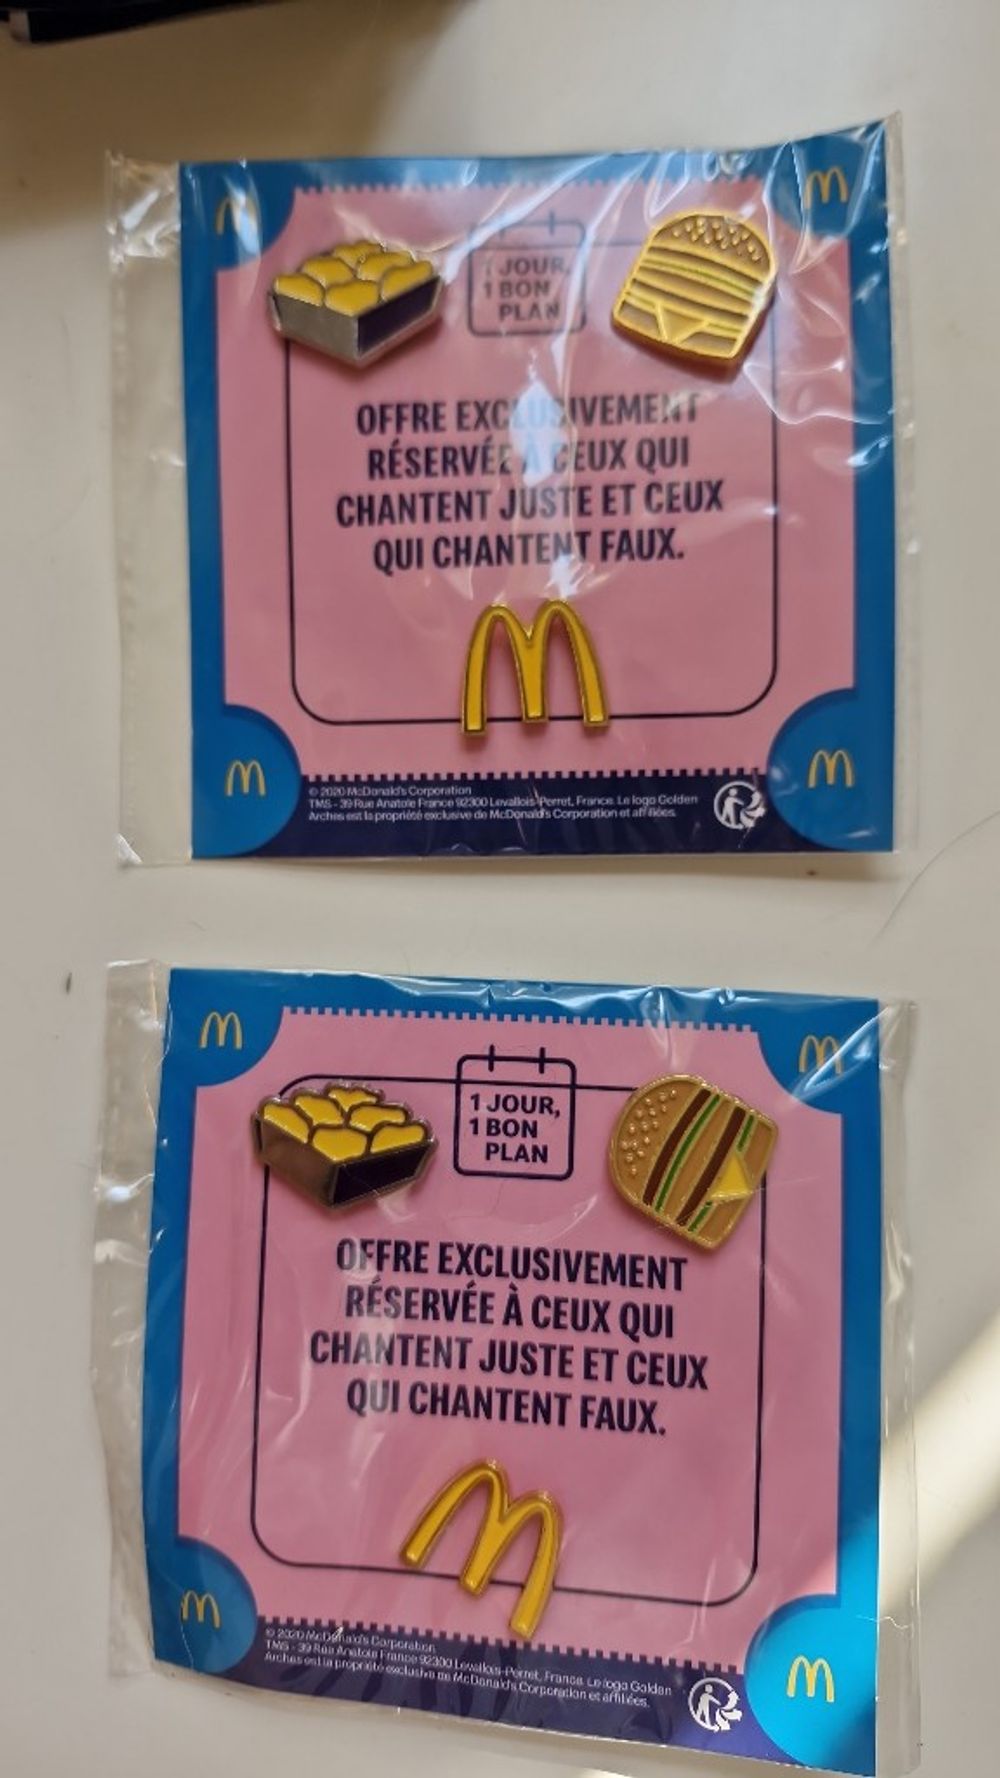 1 JOUR,
1 BON
PLAN
OFFRE EXCLUSIVEMENT
RÉSERVÉE À CEUX QUI
CHANTENT JUSTE ET CEUX
QUI CHANTENT FAUX.
© 2020 McDonald's Corporation
TMS - 39 Rue Anatole France 92300 Levallois-Perret, France. Le logo Golden
Arches est la propriété exclusive de McDonald's Corporation et affiliées.
1 JOUR,
1 BON
PLAN
OFFRE EXCLUSIVEMENT
RÉSERVÉE À CEUX QUI
CHANTENT JUSTE ET CEUX
QUI CHANTENT FAUX.
© 2020 McDonald's Corporation
TMS - 39 Rue Anatole France 92300 Levallois-Perret, France. Le logo Golden
Arches est la propriété exclusive de McDonald's Corporation et affiliées.